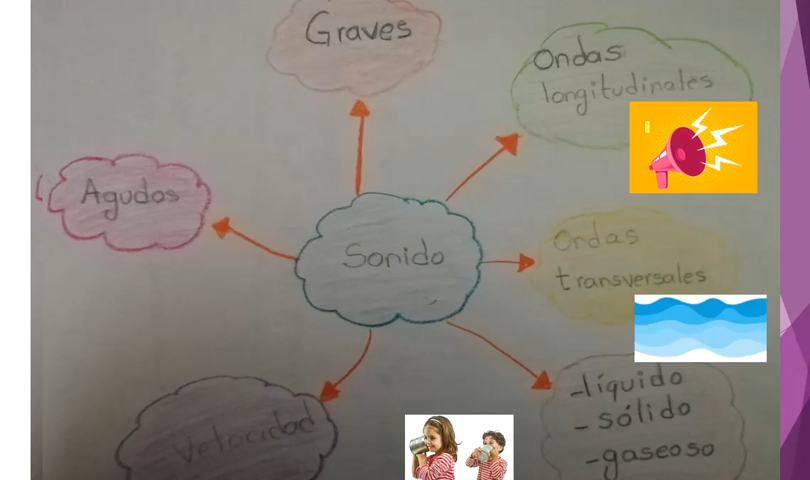 Graves
Ondas
longitudinales
Agudos
Sonido
Ondas
transversales
Velocidad
-líquido
- sólido
-gaseoso